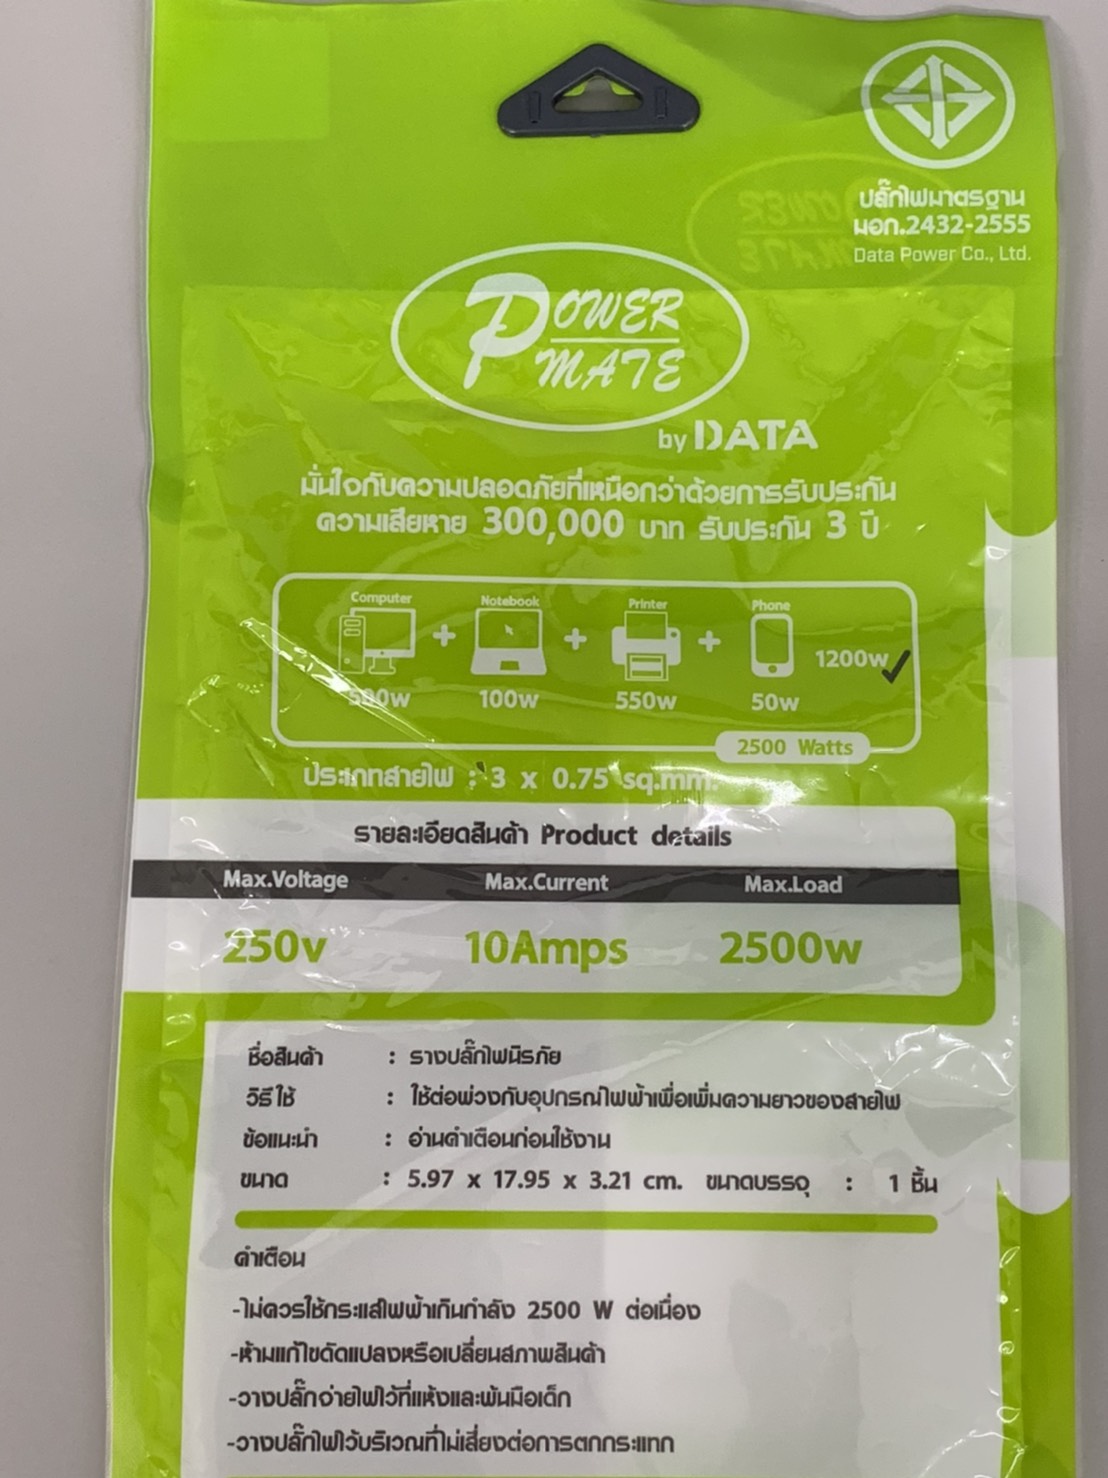 ปลั๊กไฟมาตรฐาน
มอก.2432-2555
Data Power Co., Ltd.
POWER
MATE
by DATA
มั่นใจกับความปลอดภัยที่เหนือกว่าด้วยการรับประกัน
ความเสียหาย 300,000 บาท รับประกัน 3 ปี
Computer Notebook Printer Phone
+ + + 1200w
500w 100w 550w 50w
2500 Watts
ประเภทสายไฟ : 3 x 0.75 sq.mm.
รายละเอียดสินค้า Product details
Max.Voltage Max.Current Max.Load
250v 10Amps 2500w
ชื่อสินค้า : รางปลั๊กไฟนิรภัย
วิธีใช้ : ใช้ต่อพ่วงกับอุปกรณ์ไฟฟ้าเพื่อเพิ่มความยาวของสายไฟ
ข้อแนะนำ : อ่านคำเตือนก่อนใช้งาน
ขนาด : 5.97 x 17.95 x 3.21 cm. ขนาดบรรจุ : 1 ชิ้น
คำเตือน
-ไม่ควรใช้กระแสไฟฟ้าเกินกำลัง 2500 W ต่อเนื่อง
-ห้ามแก้ไขดัดแปลงหรือเปลี่ยนสภาพสินค้า
-วางปลั๊กจ่ายไฟไว้ที่แห้งและพ้นมือเด็ก
-วางปลั๊กไฟไว้บริเวณที่ไม่เสี่ยงต่อการตกกระแทก